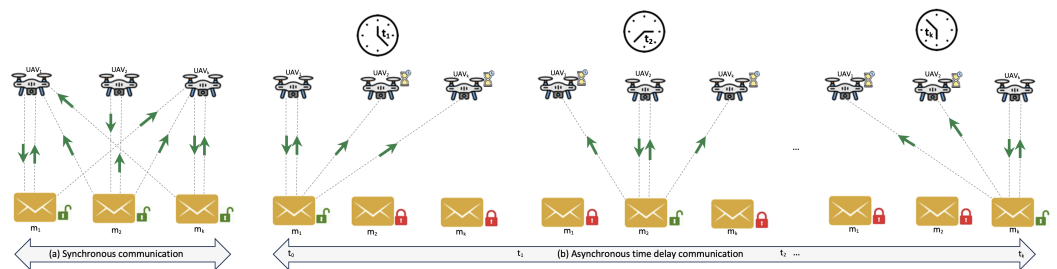 t₁
t₂
tₖ
UAV₁ UAV₂ UAVₖ
UAV₁ UAV₂ UAVₖ
UAV₁ UAV₂ UAVₖ
UAV₁ UAV₂ UAVₖ
...
m₁ m₂ mₖ
m₁ m₂ mₖ
m₁ m₂ mₖ
m₁ m₂ mₖ
(a) Synchronous communication
t₀ t₁ (b) Asynchronous time delay communication t₂ ... tₖ